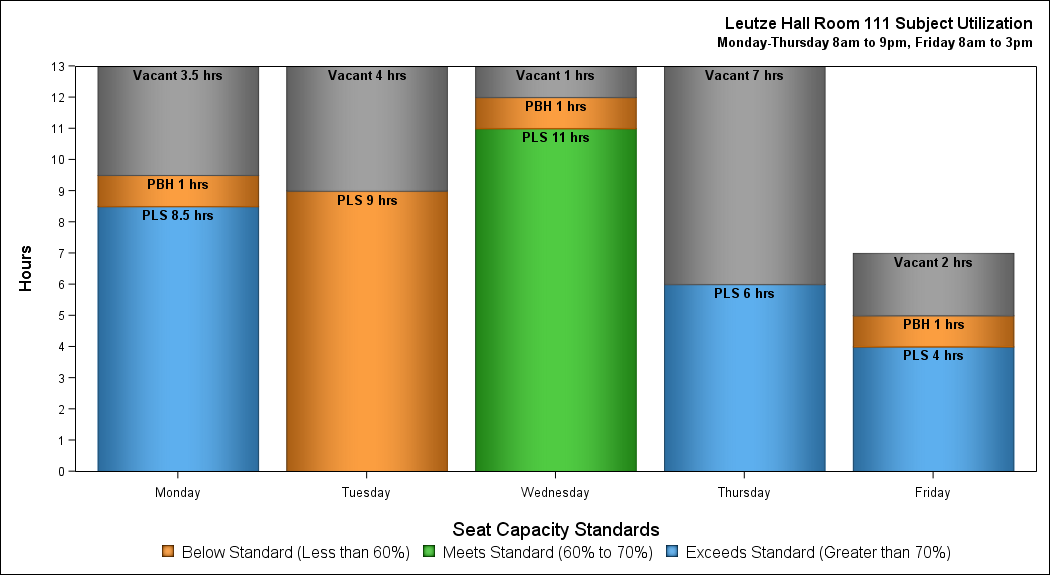 Leutze Hall Room 111 Subject Utilization
Monday-Thursday 8am to 9pm, Friday 8am to 3pm
Hours
13
12
11
10
9
8
7
6
5
4
3
2
1
0
Vacant 3.5 hrs
PBH 1 hrs
PLS 8.5 hrs
Vacant 4 hrs
PLS 9 hrs
Vacant 1 hrs
PBH 1 hrs
PLS 11 hrs
Vacant 7 hrs
PLS 6 hrs
Vacant 2 hrs
PBH 1 hrs
PLS 4 hrs
Monday Tuesday Wednesday Thursday Friday
Seat Capacity Standards
Below Standard (Less than 60%) Meets Standard (60% to 70%) Exceeds Standard (Greater than 70%)